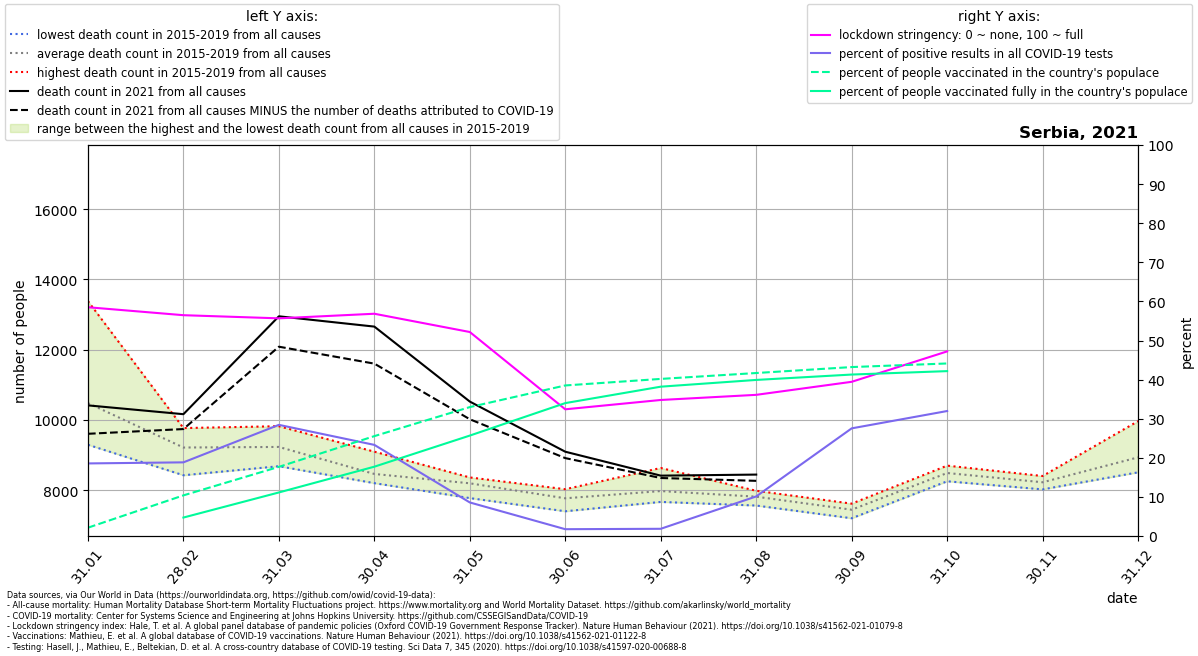 left Y axis:
lowest death count in 2015-2019 from all causes
average death count in 2015-2019 from all causes
highest death count in 2015-2019 from all causes
death count in 2021 from all causes
death count in 2021 from all causes MINUS the number of deaths attributed to COVID-19
range between the highest and the lowest death count from all causes in 2015-2019
right Y axis:
lockdown stringency: 0 ~ none, 100 ~ full
percent of positive results in all COVID-19 tests
percent of people vaccinated in the country's populace
percent of people vaccinated fully in the country's populace
Serbia, 2021
number of people
16000
14000
12000
10000
8000
100
90
80
70
60
50
40
30
20
10
0
percent
31.01
28.02
31.03
30.04
31.05
30.06
31.07
31.08
30.09
31.10
30.11
31.12
date
Data sources, via Our World in Data (https://ourworldindata.org, https://github.com/owid/covid-19-data):
- All-cause mortality: Human Mortality Database Short-term Mortality Fluctuations project. https://www.mortality.org and World Mortality Dataset. https://github.com/akarlinsky/world_mortality
- COVID-19 mortality: Center for Systems Science and Engineering at Johns Hopkins University. https://github.com/CSSEGISandData/COVID-19
- Lockdown stringency index: Hale, T. et al. A global panel database of pandemic policies (Oxford COVID-19 Government Response Tracker). Nature Human Behaviour (2021). https://doi.org/10.1038/s41562-021-01079-8
- Vaccinations: Mathieu, E. et al. A global database of COVID-19 vaccinations. Nature Human Behaviour (2021). https://doi.org/10.1038/s41562-021-01122-8
- Testing: Hasell, J., Mathieu, E., Beltekian, D. et al. A cross-country database of COVID-19 testing. Sci Data 7, 345 (2020). https://doi.org/10.1038/s41597-020-00688-8